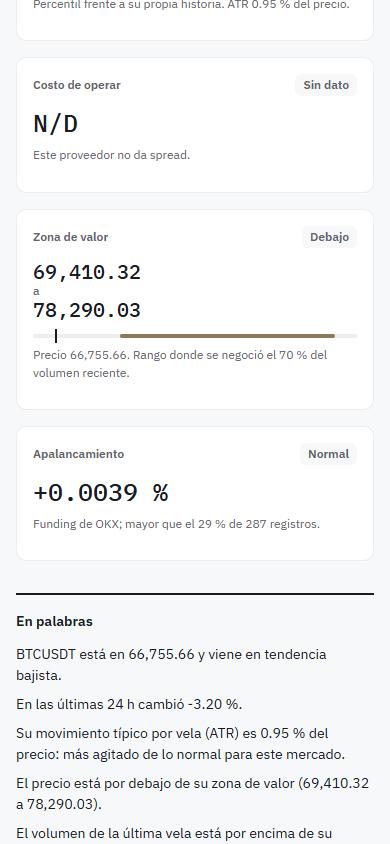 Percentil frente a su propia historia. ATR 0.95 % del precio.
Costo de operar
Sin dato
N/D
Este proveedor no da spread.
Zona de valor
Debajo
69,410.32
a
78,290.03
Precio 66,755.66. Rango donde se negoció el 70 % del
volumen reciente.
Apalancamiento
Normal
+0.0039 %
Funding de OKX; mayor que el 29 % de 287 registros.
En palabras
BTCUSDT está en 66,755.66 y viene en tendencia
bajista.
En las últimas 24 h cambió -3.20 %.
Su movimiento típico por vela (ATR) es 0.95 % del
precio: más agitado de lo normal para este mercado.
El precio está por debajo de su zona de valor (69,410.32
a 78,290.03).
El volumen de la última vela está por encima de su